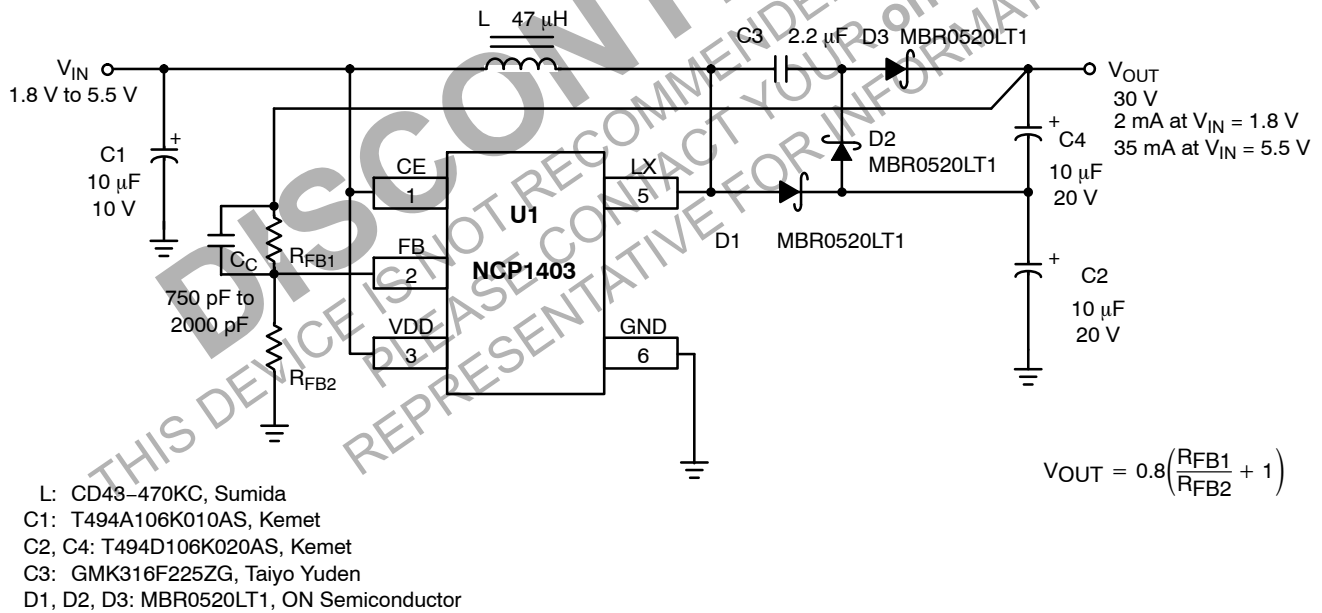 L 47 μH
C3 2.2 μF D3 MBR0520LT1
VIN
1.8 V to 5.5 V
VOUT
30 V
2 mA at VIN = 1.8 V
35 mA at VIN = 5.5 V
+
C1
10 μF
10 V
+
C4
10 μF
20 V
D2
MBR0520LT1
CE
1
LX
5
U1
NCP1403
D1 MBR0520LT1
FB
2
CC
RFB1
750 pF to
2000 pF
RFB2
VDD
3
GND
6
+
C2
10 μF
20 V
VOUT = 0.8(RFB1/RFB2 + 1)
L: CD43−470KC, Sumida
C1: T494A106K010AS, Kemet
C2, C4: T494D106K020AS, Kemet
C3: GMK316F225ZG, Taiyo Yuden
D1, D2, D3: MBR0520LT1, ON Semiconductor
THIS DEVICE IS NOT RECOMMENDED
PLEASE CONTACT YOUR
REPRESENTATIVE FOR